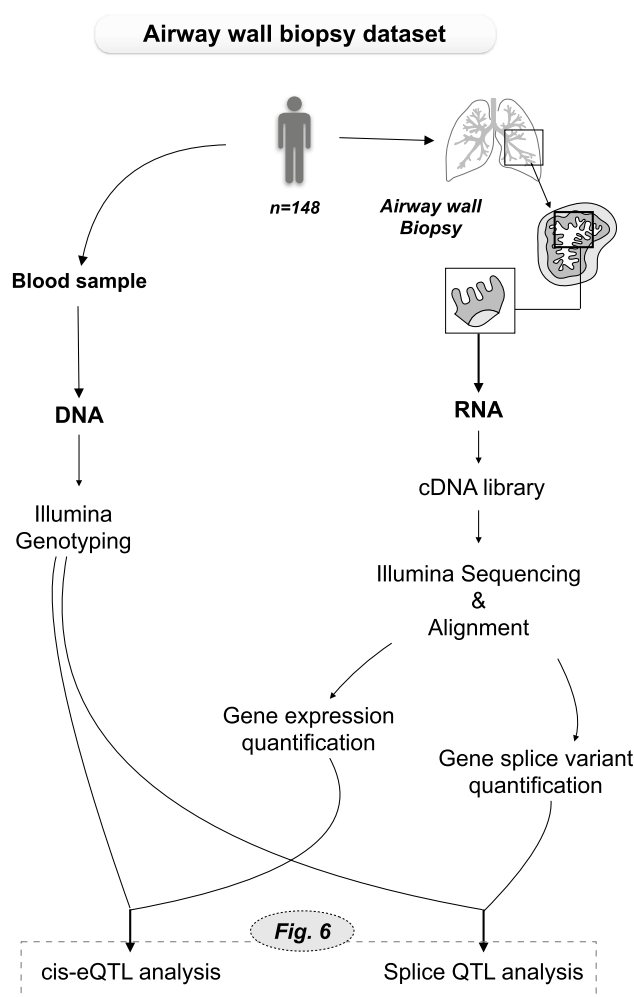 Airway wall biopsy dataset
n=148
Airway wall
Biopsy
Blood sample
DNA
RNA
cDNA library
Illumina
Genotyping
Illumina Sequencing
&
Alignment
Gene expression
quantification
Gene splice variant
quantification
Fig. 6
cis-eQTL analysis
Splice QTL analysis